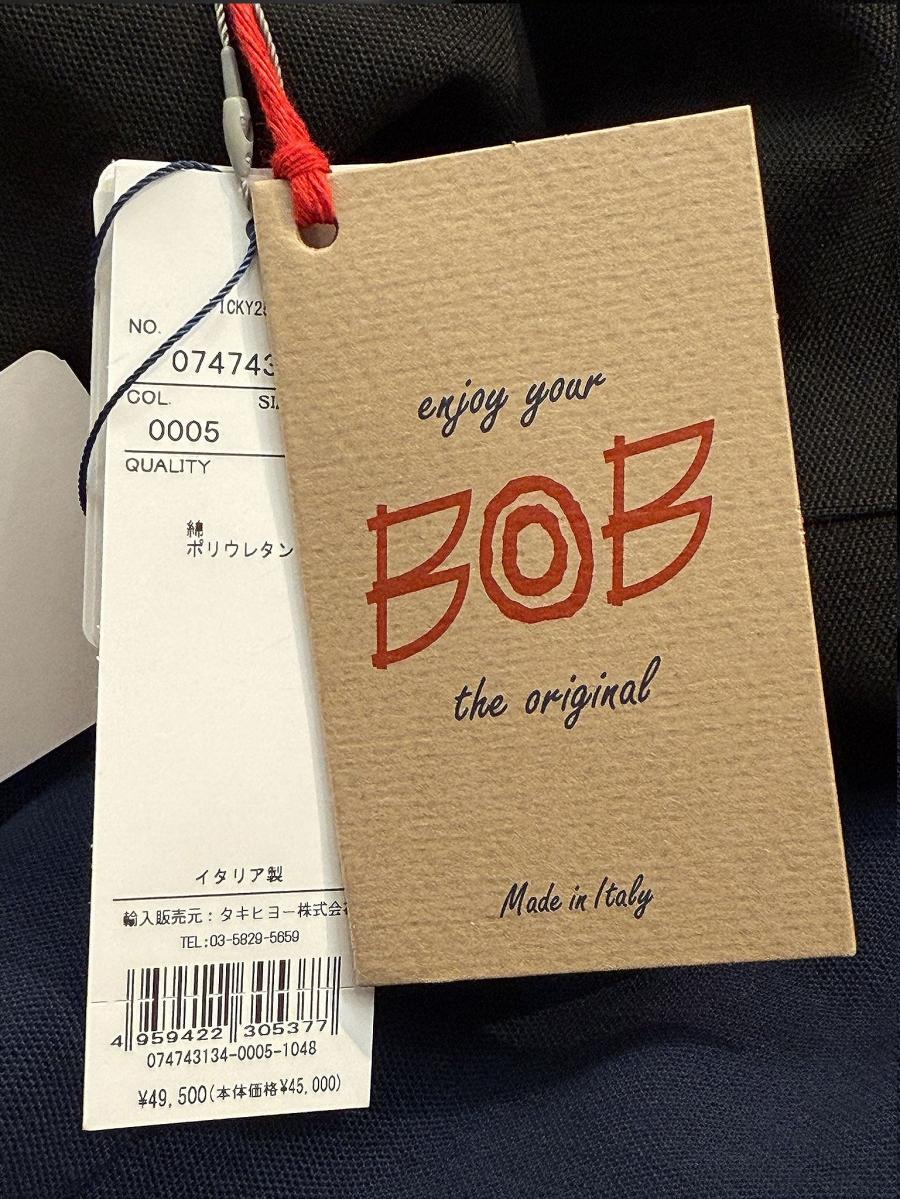 NO.
COL.
0005
QUALITY
綿
ポリウレタン
イタリア製
輸入販売元:タキヒヨー株式会
TEL:03-5829-5659
4 959422 305377
074743134-0005-1048
¥49,500(本体価格¥45,000)
enjoy your
BOB
the original
Made in Italy